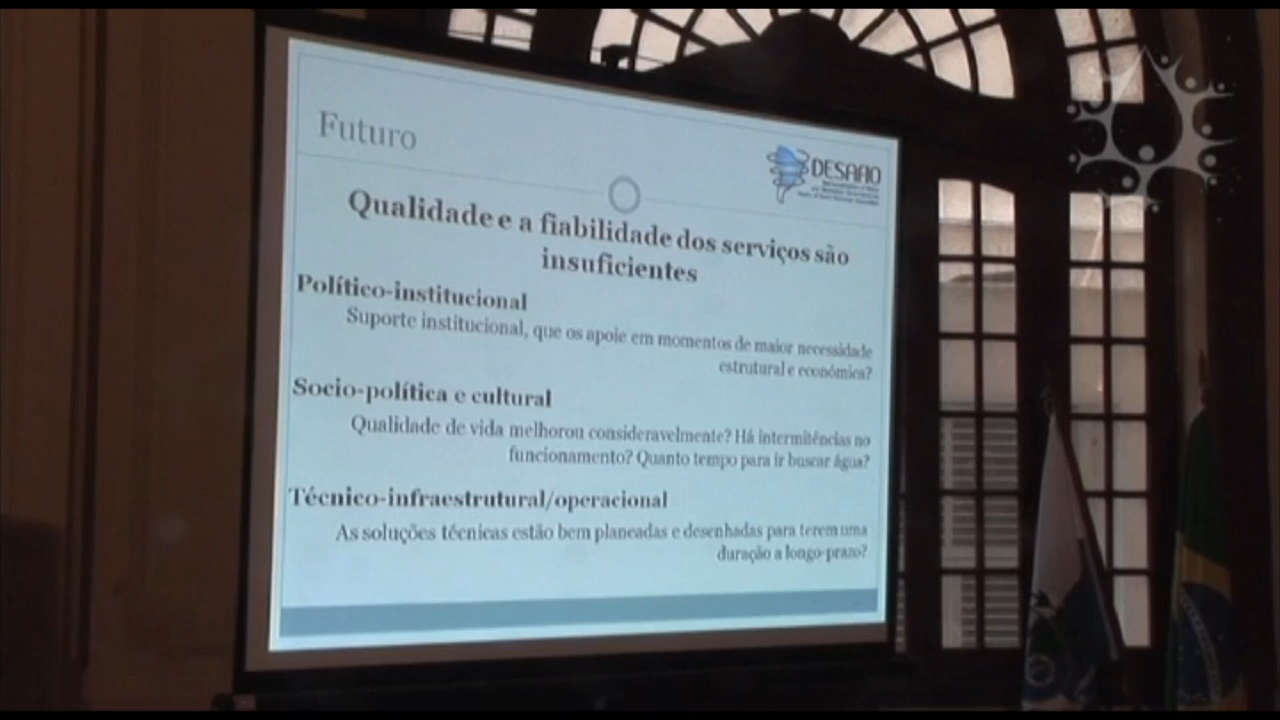 Futuro
DESAFIO
Qualidade e a fiabilidade dos serviços são
insuficientes
Político-institucional
Suporte institucional, que os apoie em momentos de maior necessidade
estrutural e económica?
Socio-política e cultural
Qualidade de vida melhorou consideravelmente? Há intermitências no
funcionamento? Quanto tempo para ir buscar água?
Técnico-infraestrutural/operacional
As soluções técnicas estão bem planeadas e desenhadas para terem uma
duração a longo-prazo?